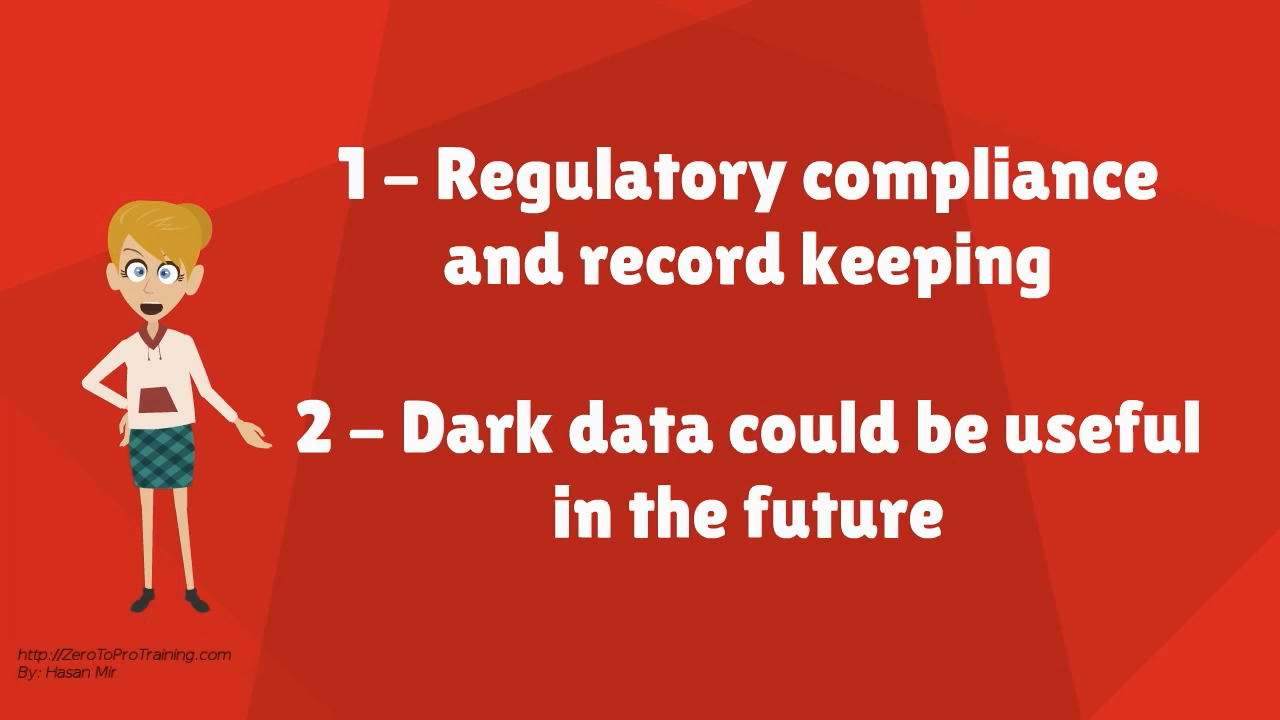 1 – Regulatory compliance
and record keeping
2 – Dark data could be useful
in the future
http://ZeroToProTraining.com
By: Hasan Mir